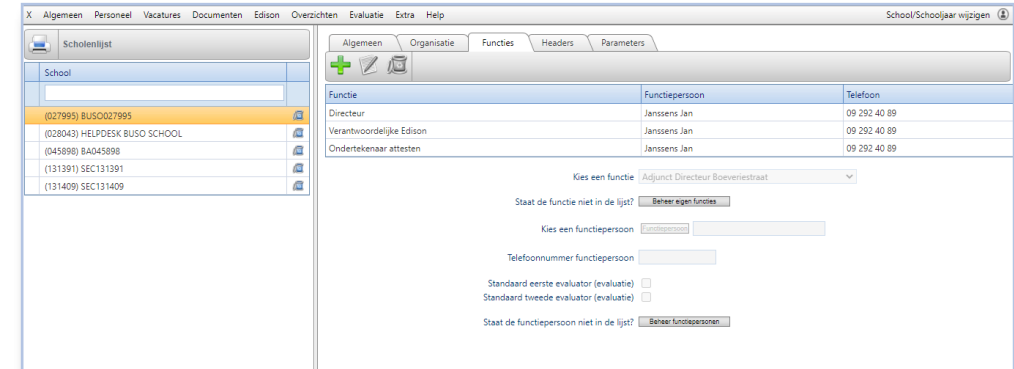 X Algemeen Personeel Vacatures Documenten Edison Overzichten Evaluatie Extra Help School/Schooljaar wijzigen
Scholenlijst
School
(027995) BUSO027995
(028043) HELPDESK BUSO SCHOOL
(045898) BA045898
(131391) SEC131391
(131409) SEC131409
Algemeen Organisatie Functies Headers Parameters
Functie Functiepersoon Telefoon
Directeur Janssens Jan 09 292 40 89
Verantwoordelijke Edison Janssens Jan 09 292 40 89
Ondertekenaar attesten Janssens Jan 09 292 40 89
Kies een functie Adjunct Directeur Boeveriestraat
Staat de functie niet in de lijst? Beheer eigen functies
Kies een functiepersoon Functiepersoon
Telefoonnummer functiepersoon
Standaard eerste evaluator (evaluatie)
Standaard tweede evaluator (evaluatie)
Staat de functiepersoon niet in de lijst? Beheer functiepersonen